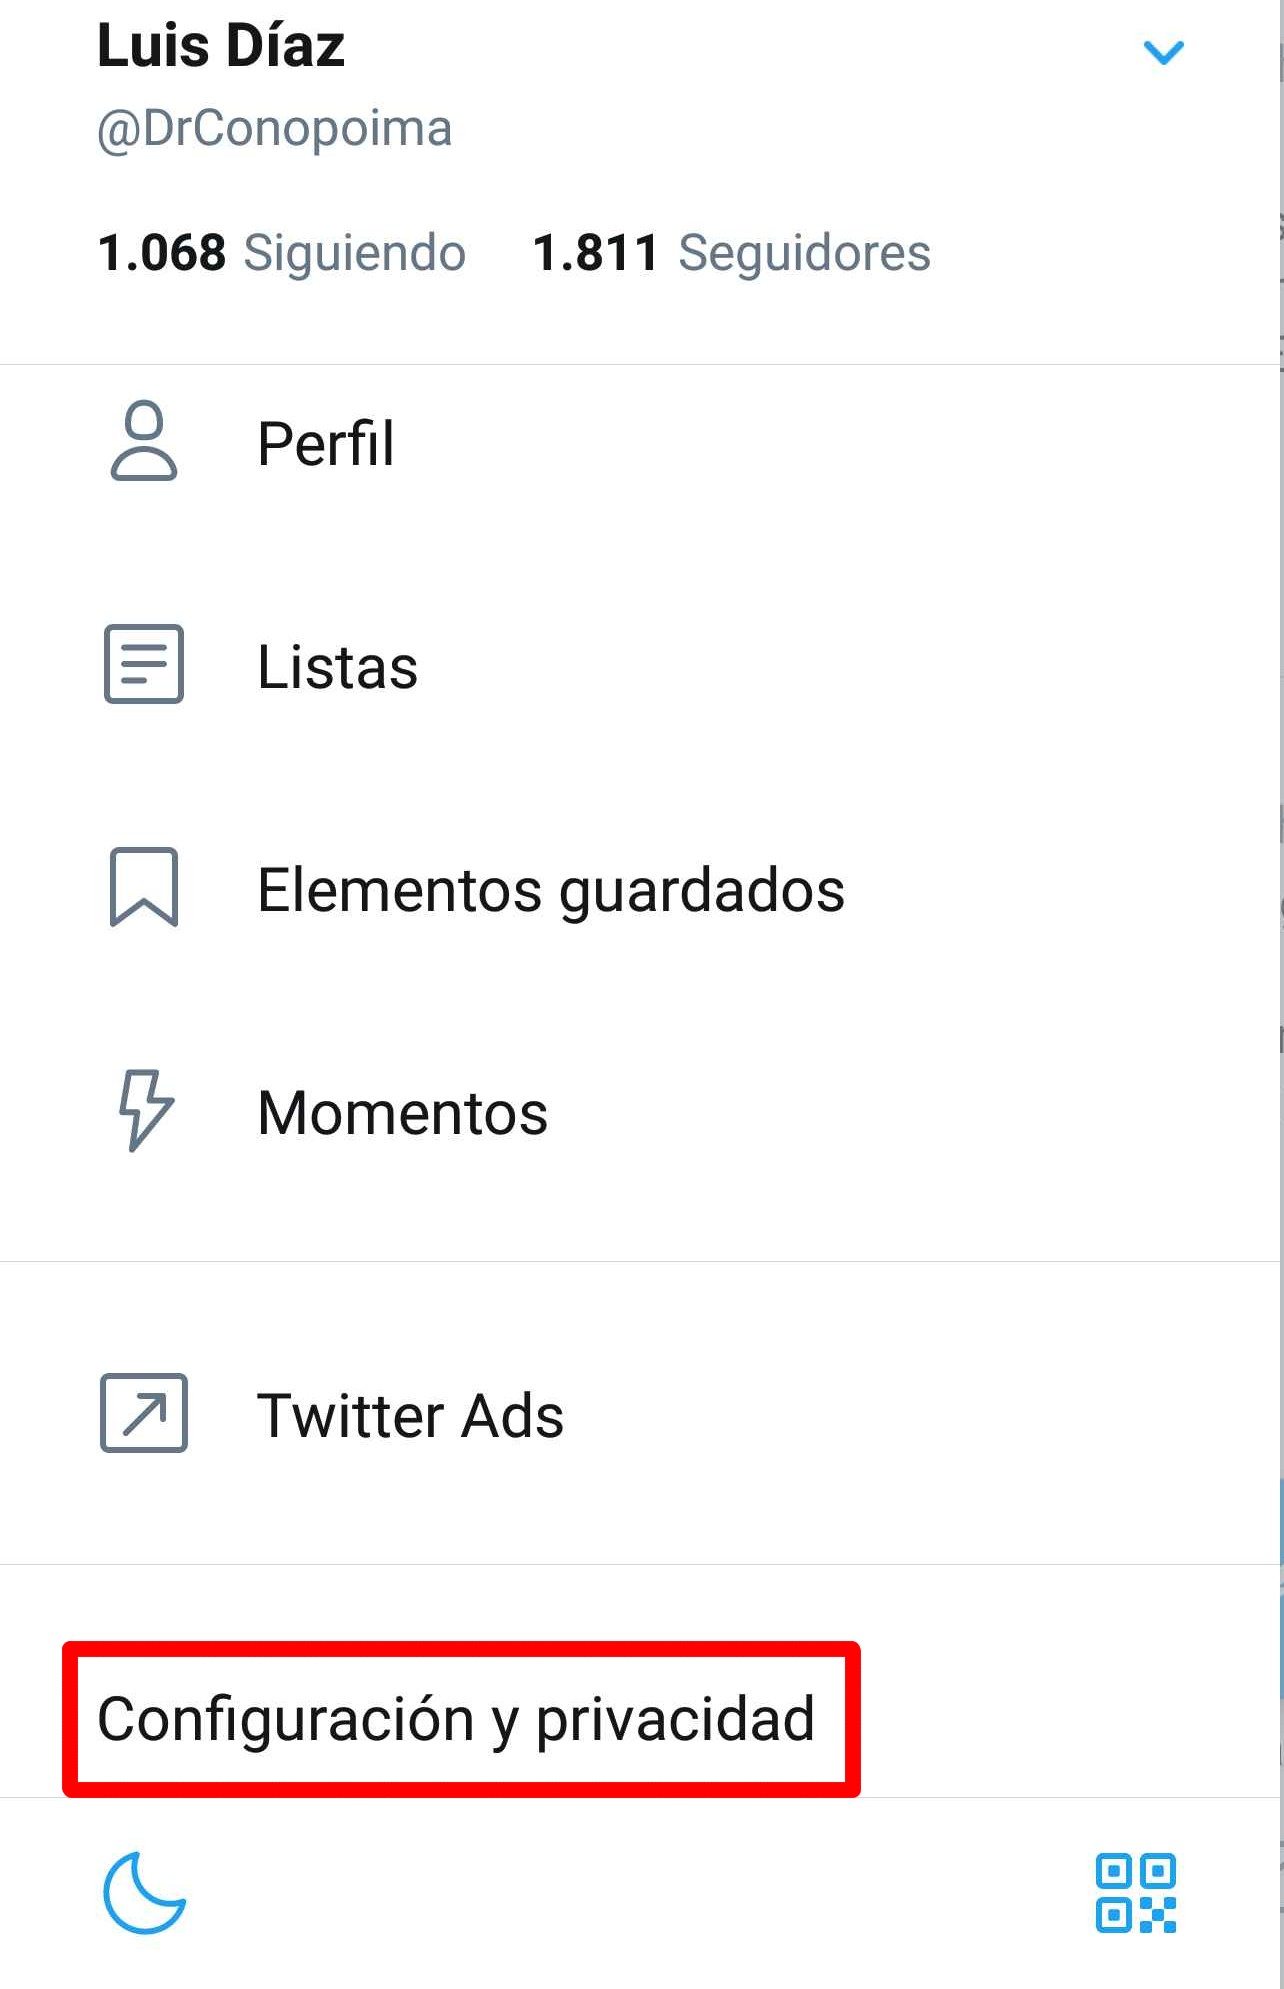 Luis Díaz
@DrConopoima
1.068 Siguiendo 1.811 Seguidores
Perfil
Listas
Elementos guardados
Momentos
Twitter Ads
Configuración y privacidad